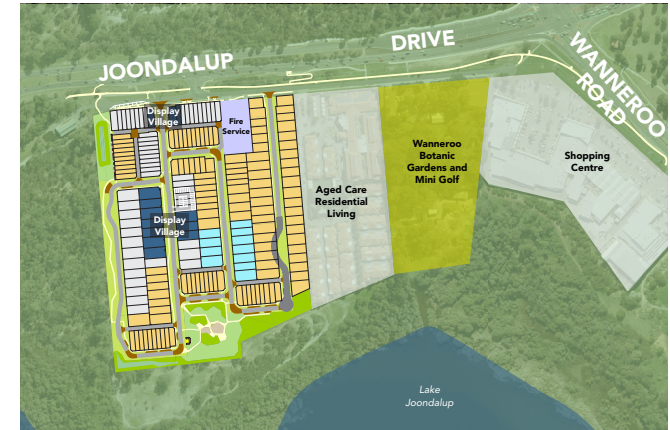 JOONDALUP
DRIVE
WANNEROO
ROAD
Display
Village
Fire
Service
Wanneroo
Botanic
Gardens and
Mini Golf
Shopping
Centre
Aged Care
Residential
Living
Display
Village
Lake
Joondalup